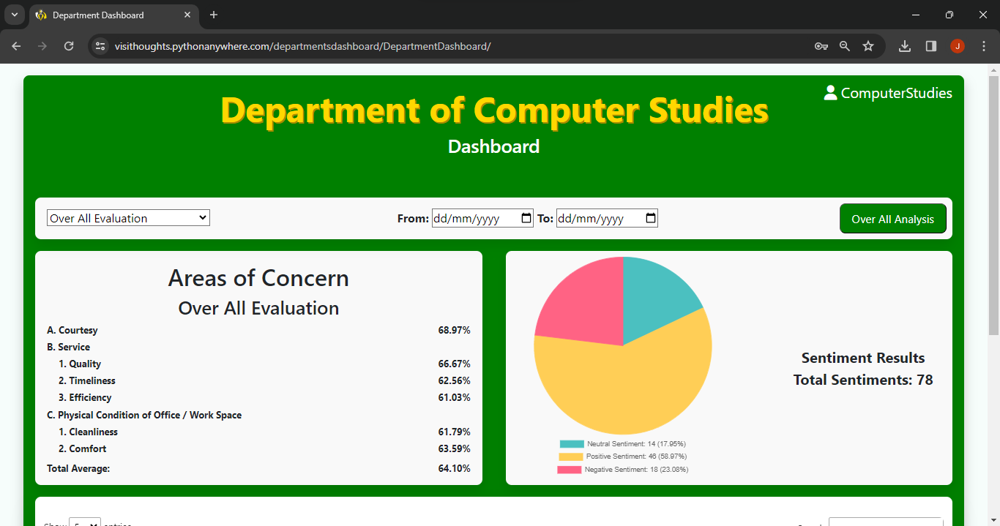 Department Dashboard
visithoughts.pythonanywhere.com/departmentsdashboard/DepartmentDashboard/
J
ComputerStudies
Department of Computer Studies
Dashboard
Over All Evaluation From: dd/mm/yyyy To: dd/mm/yyyy Over All Analysis
Areas of Concern
Over All Evaluation
A. Courtesy 68.97%
B. Service
1. Quality 66.67%
2. Timeliness 62.56%
3. Efficiency 61.03%
C. Physical Condition of Office / Work Space
1. Cleanliness 61.79%
2. Comfort 63.59%
Total Average: 64.10%
Neutral Sentiment: 14 (17.95%)
Positive Sentiment: 46 (58.97%)
Negative Sentiment: 18 (23.08%)
Sentiment Results
Total Sentiments: 78
Show 5 entries